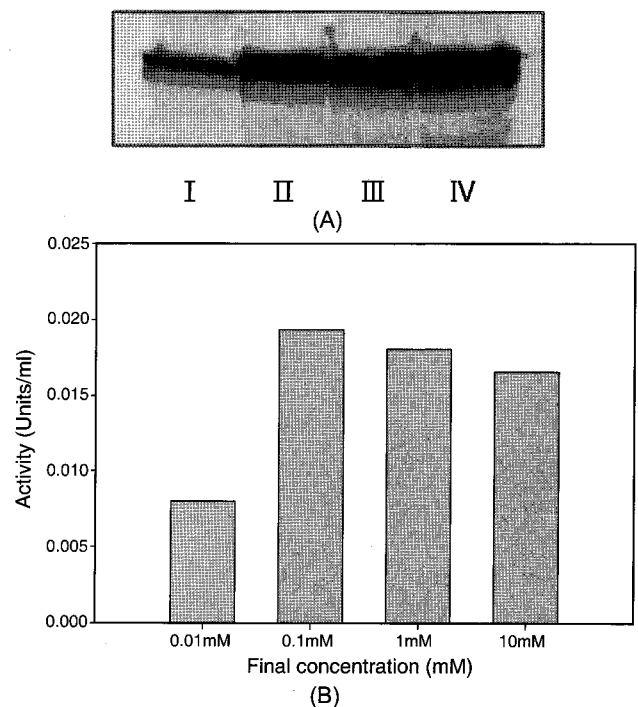 I II III IV
(A)
0.025
0.020
0.015
0.010
0.005
0.000
Activity (Units/ml)
0.01mM 0.1mM 1mM 10mM
Final concentration (mM)
(B)